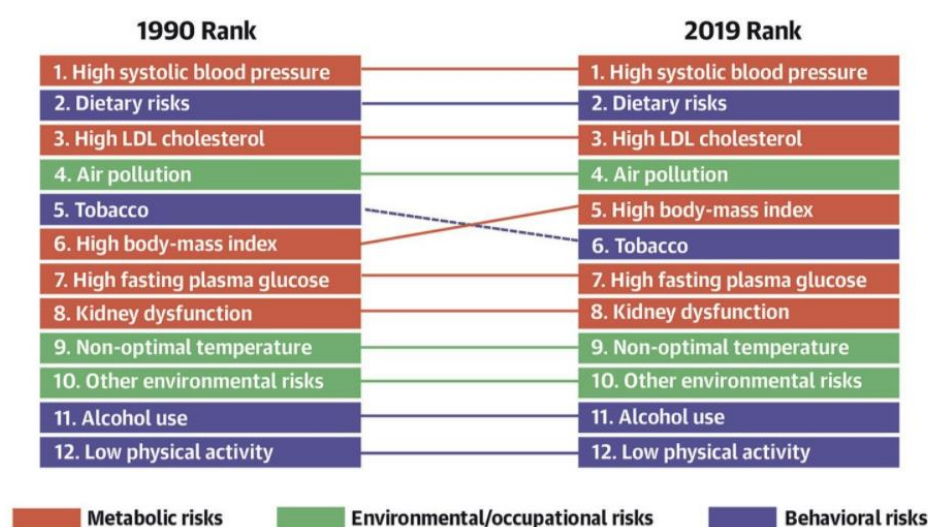 1990 Rank
1. High systolic blood pressure
2. Dietary risks
3. High LDL cholesterol
4. Air pollution
5. Tobacco
6. High body-mass index
7. High fasting plasma glucose
8. Kidney dysfunction
9. Non-optimal temperature
10. Other environmental risks
11. Alcohol use
12. Low physical activity
2019 Rank
1. High systolic blood pressure
2. Dietary risks
3. High LDL cholesterol
4. Air pollution
5. High body-mass index
6. Tobacco
7. High fasting plasma glucose
8. Kidney dysfunction
9. Non-optimal temperature
10. Other environmental risks
11. Alcohol use
12. Low physical activity
Metabolic risks
Environmental/occupational risks
Behavioral risks